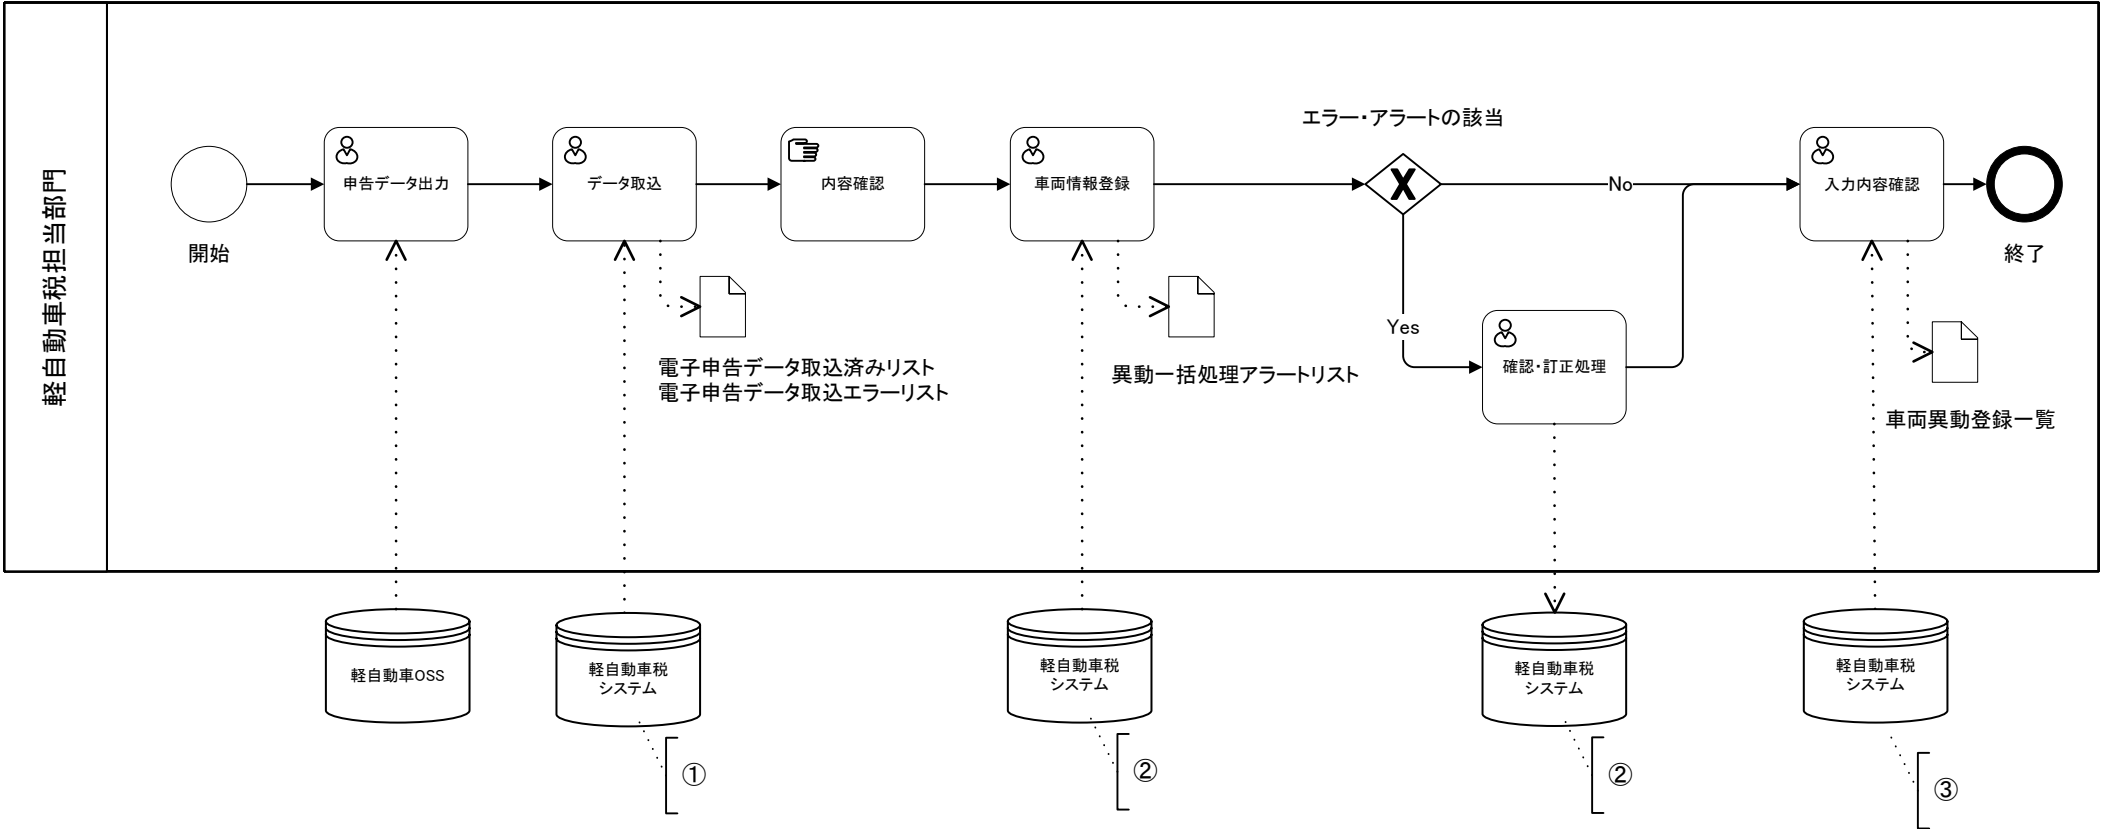 軽自動車税担当部門
開始
申告データ出力
データ取込
内容確認
車両情報登録
エラー・アラートの該当
No
Yes
確認・訂正処理
入力内容確認
終了
電子申告データ取込済みリスト
電子申告データ取込エラーリスト
異動一括処理アラートリスト
車両異動登録一覧
軽自動車OSS
軽自動車税
システム
軽自動車税
システム
軽自動車税
システム
軽自動車税
システム
①
②
②
③